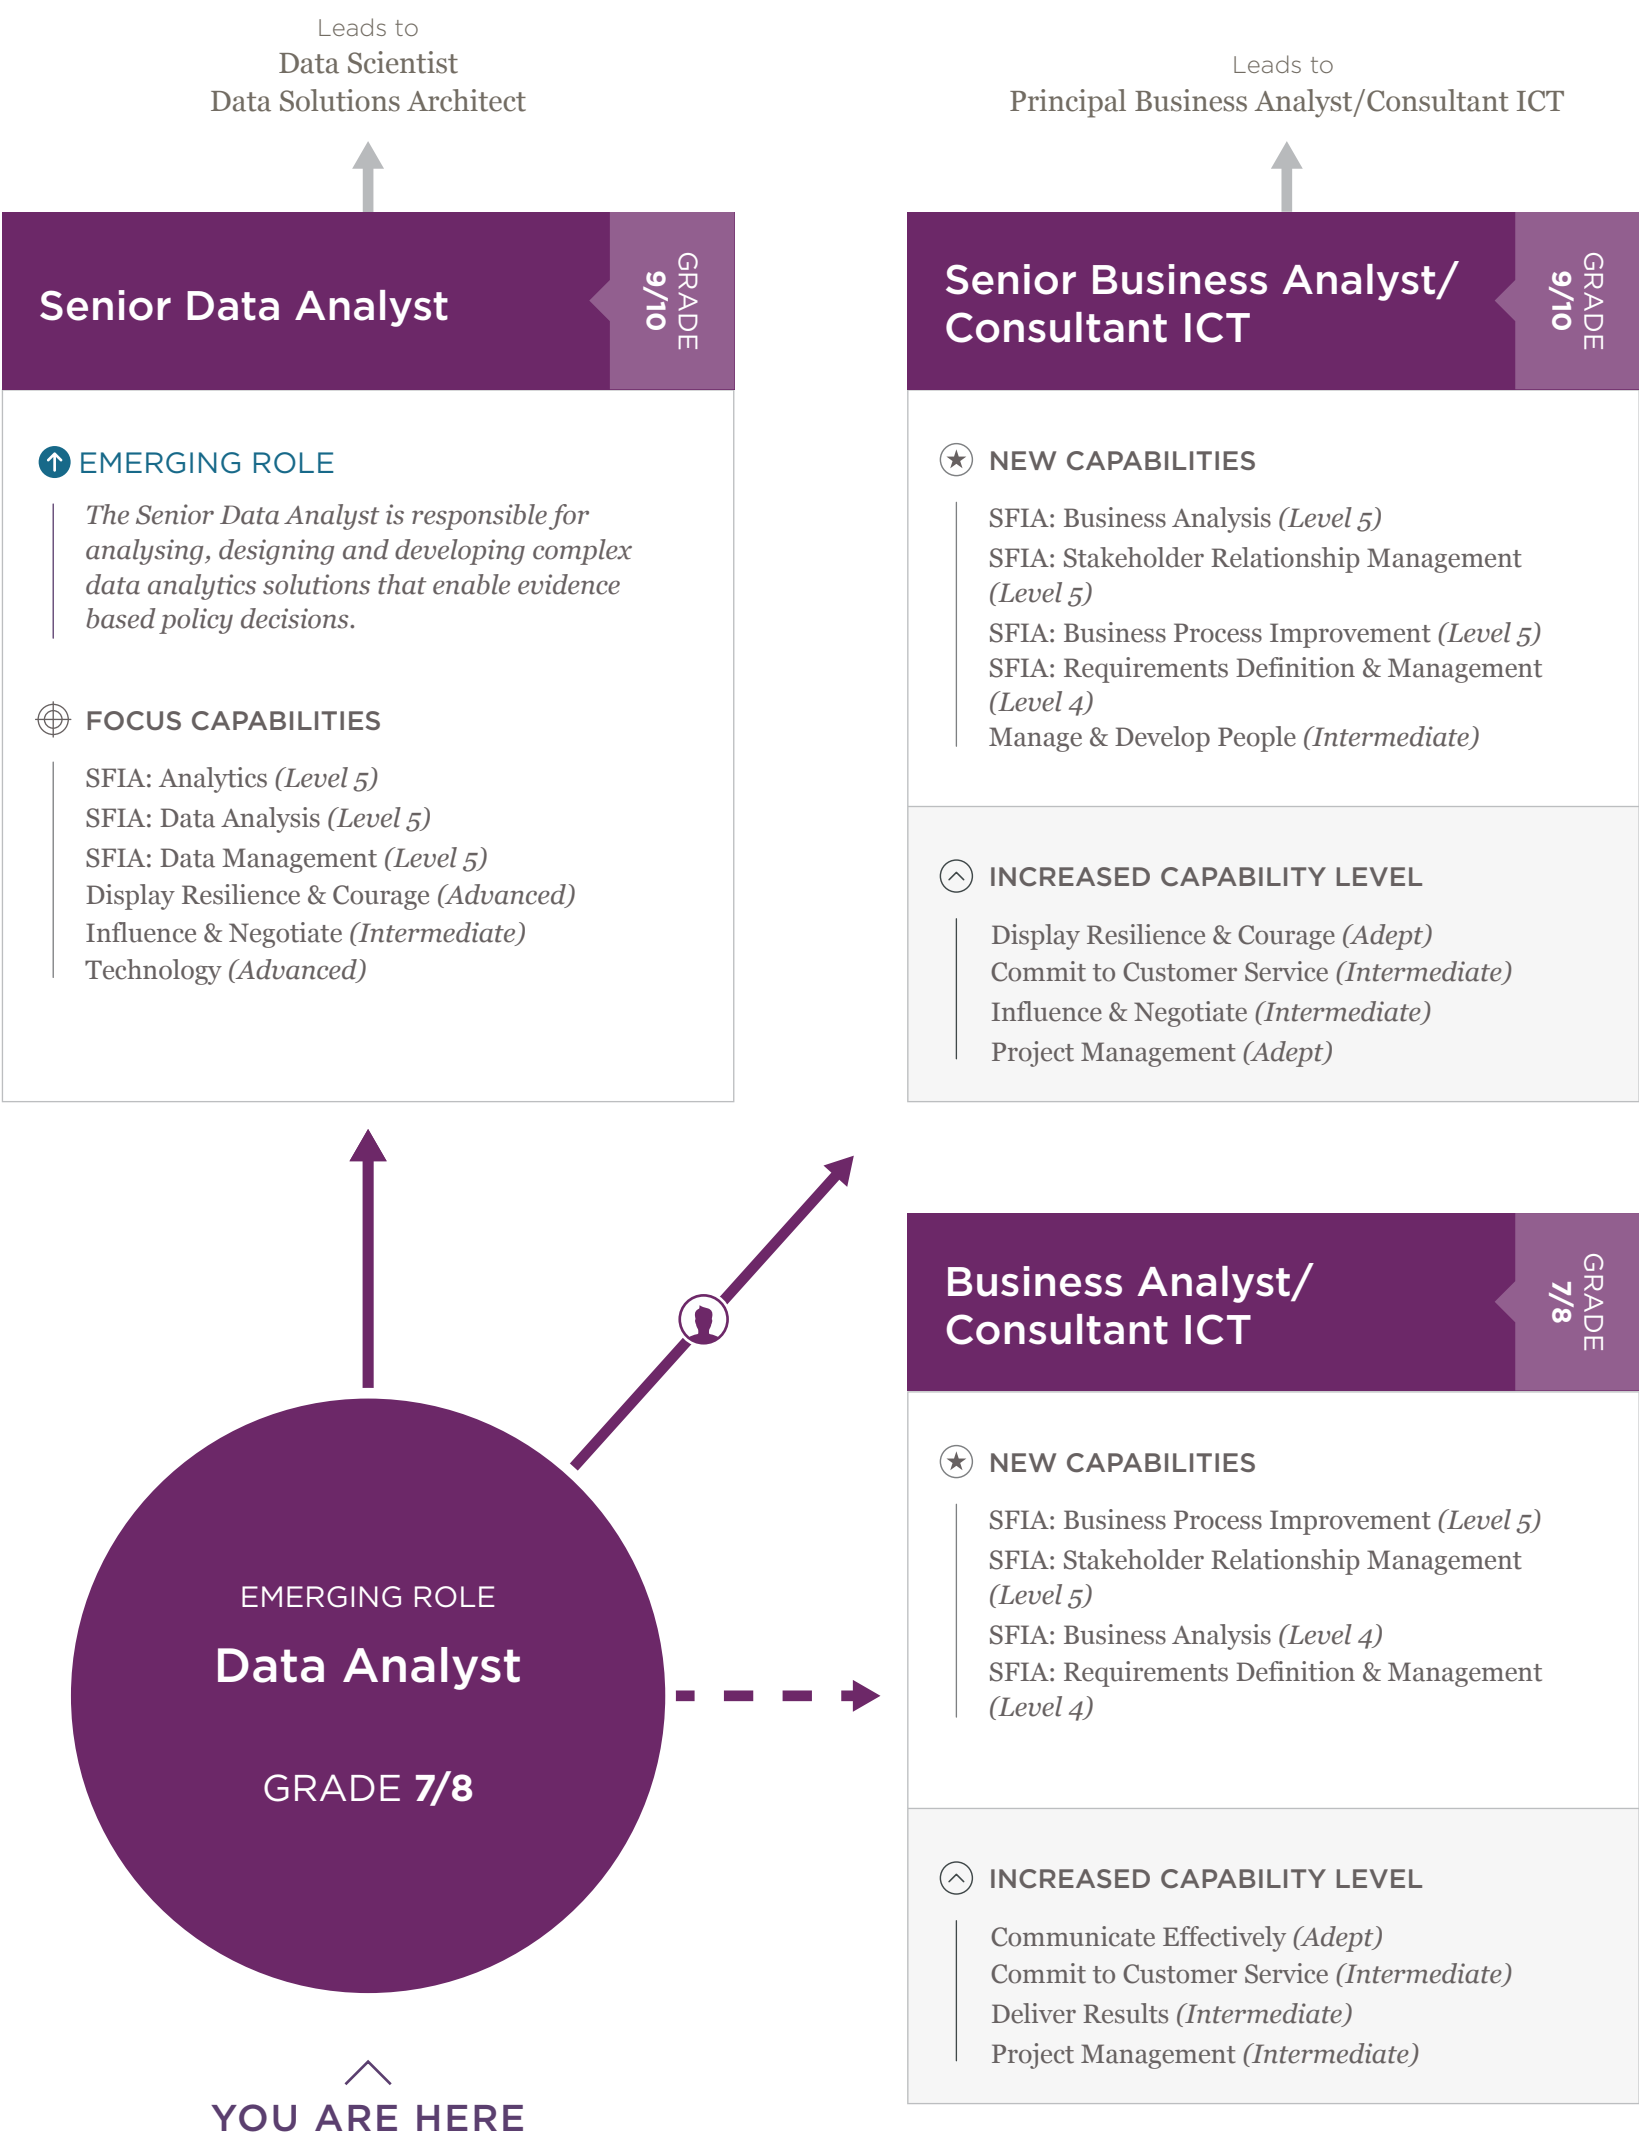 Leads to
Data Scientist
Data Solutions Architect
Senior Data Analyst
GRADE
9/10
EMERGING ROLE
The Senior Data Analyst is responsible for
analysing, designing and developing complex
data analytics solutions that enable evidence
based policy decisions.
FOCUS CAPABILITIES
SFIA: Analytics (Level 5)
SFIA: Data Analysis (Level 5)
SFIA: Data Management (Level 5)
Display Resilience & Courage (Advanced)
Influence & Negotiate (Intermediate)
Technology (Advanced)
Leads to
Principal Business Analyst/Consultant ICT
Senior Business Analyst/
Consultant ICT
GRADE
9/10
NEW CAPABILITIES
SFIA: Business Analysis (Level 5)
SFIA: Stakeholder Relationship Management
(Level 5)
SFIA: Business Process Improvement (Level 5)
SFIA: Requirements Definition & Management
(Level 4)
Manage & Develop People (Intermediate)
INCREASED CAPABILITY LEVEL
Display Resilience & Courage (Adept)
Commit to Customer Service (Intermediate)
Influence & Negotiate (Intermediate)
Project Management (Adept)
EMERGING ROLE
Data Analyst
GRADE 7/8
YOU ARE HERE
Business Analyst/
Consultant ICT
GRADE
7/8
NEW CAPABILITIES
SFIA: Business Process Improvement (Level 5)
SFIA: Stakeholder Relationship Management
(Level 5)
SFIA: Business Analysis (Level 4)
SFIA: Requirements Definition & Management
(Level 4)
INCREASED CAPABILITY LEVEL
Communicate Effectively (Adept)
Commit to Customer Service (Intermediate)
Deliver Results (Intermediate)
Project Management (Intermediate)